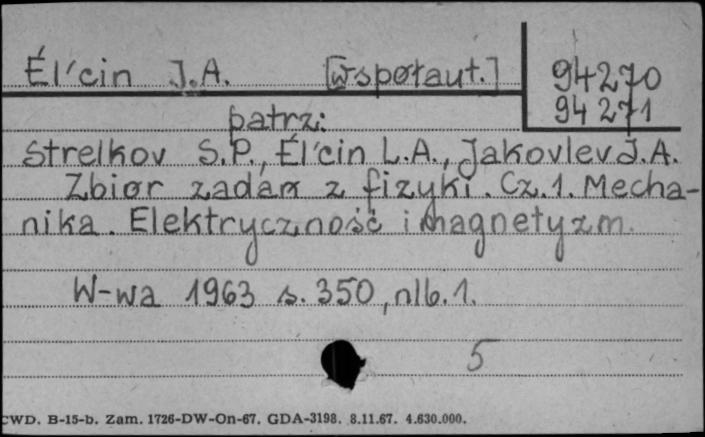 Él'cin J.A. [współaut.]
94270
94271
patrz:
Strelkov S.P., Él'cin L.A., Jakovlev J.A.
Zbiór zadań z fizyki. Cz.1. Mecha-
nika. Elektryczność i magnetyzm.
W-wa 1963 s. 350, nlb. 1.
5
CWD. B-15-b. Zam. 1726-DW-On-67. GDA-3198. 8.11.67. 4.630.000.